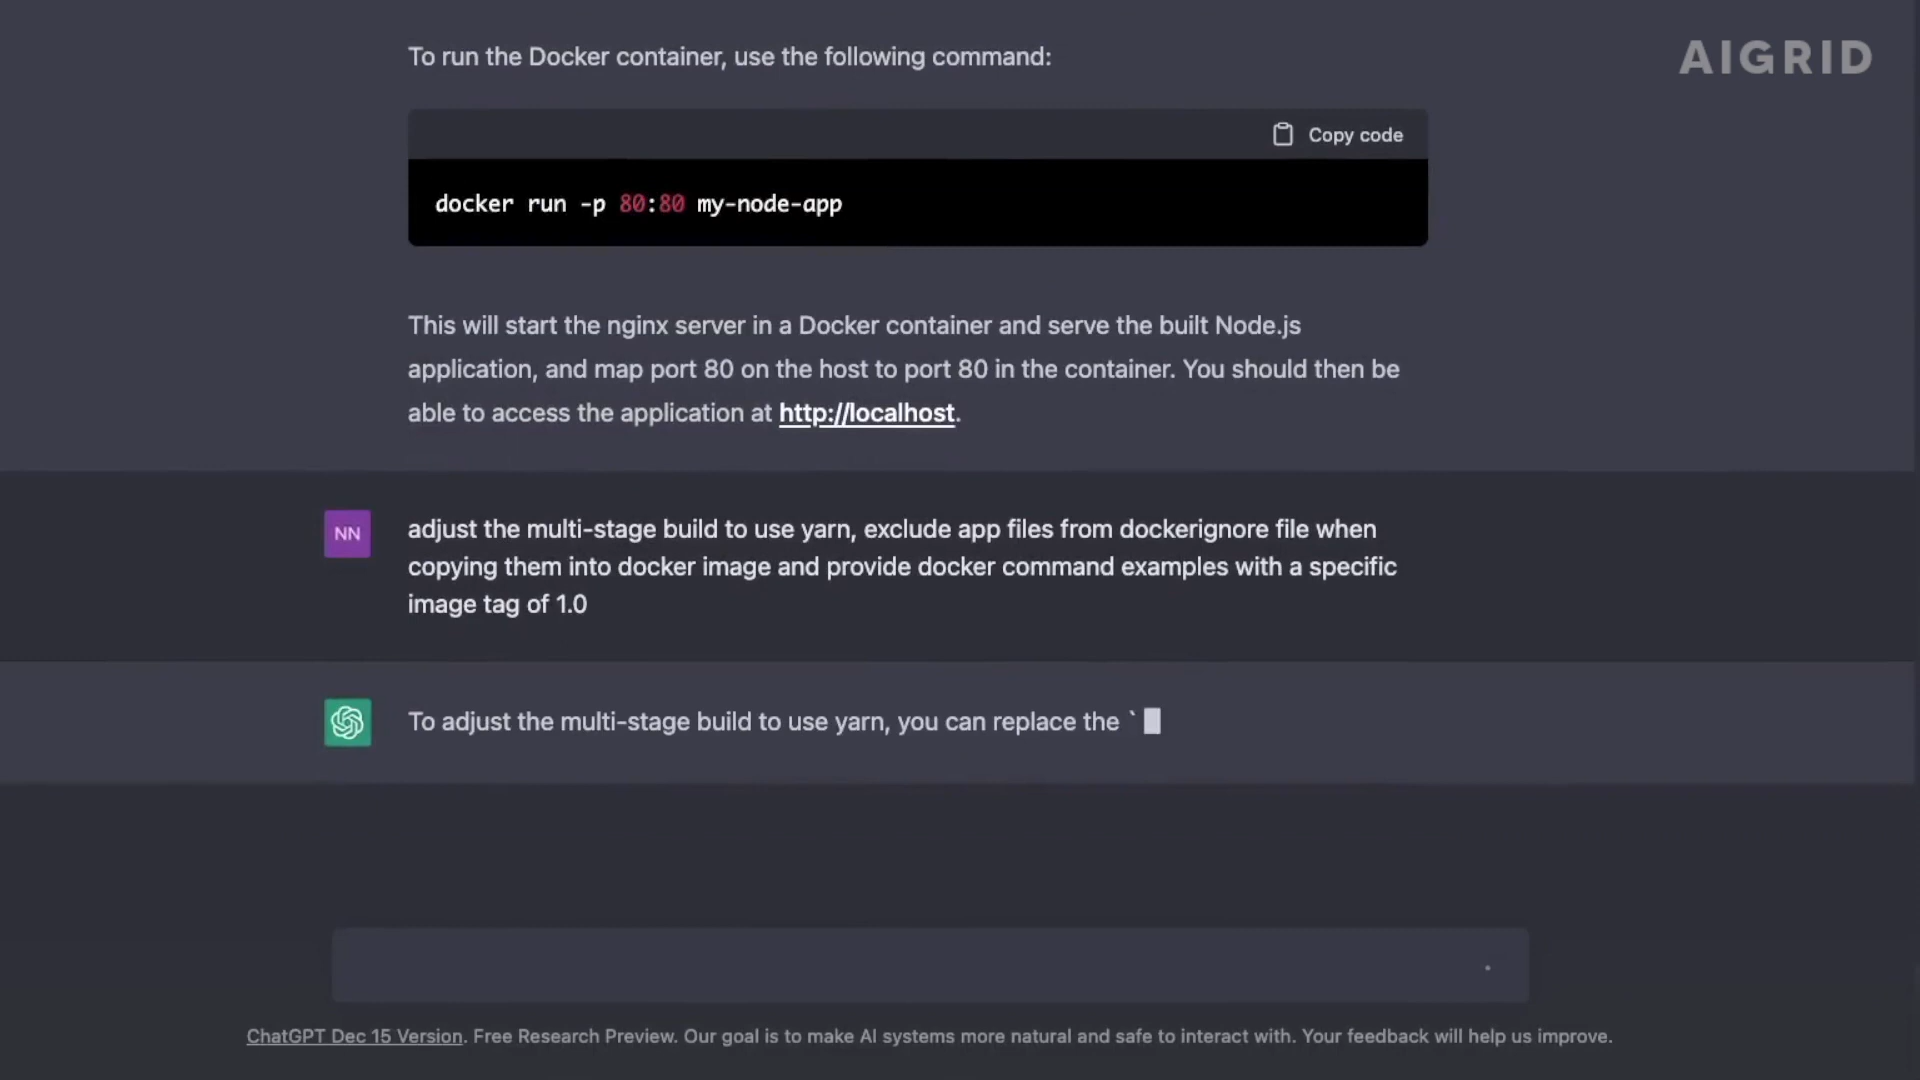 To run the Docker container, use the following command:
AIGRID
Copy code
docker run -p 80:80 my-node-app
This will start the nginx server in a Docker container and serve the built Node.js
application, and map port 80 on the host to port 80 in the container. You should then be
able to access the application at http://localhost.
NN
adjust the multi-stage build to use yarn, exclude app files from dockerignore file when
copying them into docker image and provide docker command examples with a specific
image tag of 1.0
To adjust the multi-stage build to use yarn, you can replace the `
ChatGPT Dec 15 Version. Free Research Preview. Our goal is to make AI systems more natural and safe to interact with. Your feedback will help us improve.